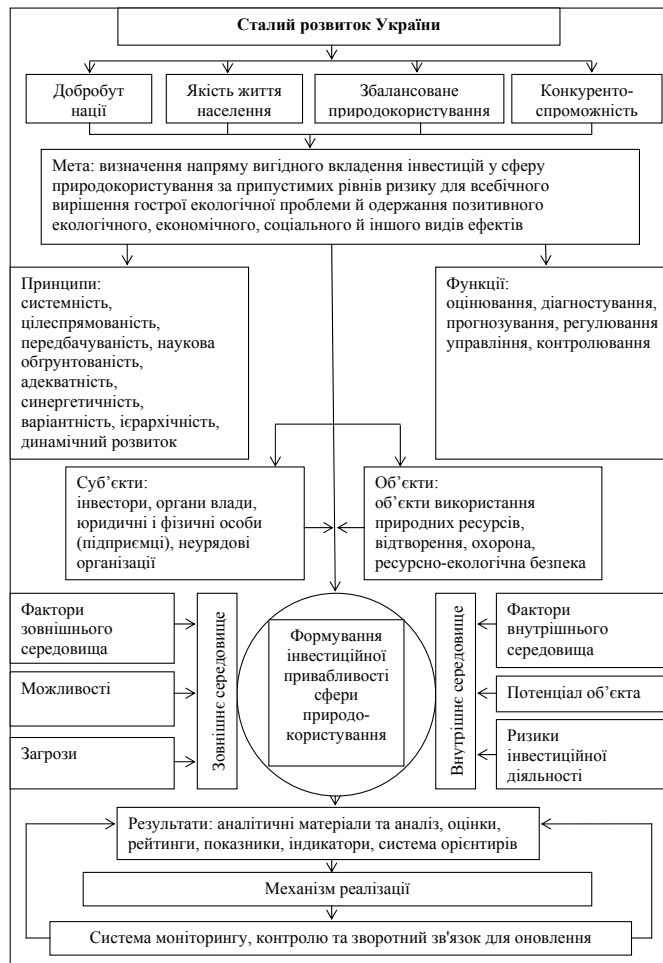 Сталий розвиток України
Добробут
нації
Якість життя
населення
Збалансоване
природокористування
Конкуренто-
спроможність
Мета: визначення напряму вигідного вкладення інвестицій у сферу
природокористування за припустимих рівнів ризику для всебічного
вирішення гострої екологічної проблеми й одержання позитивного
екологічного, економічного, соціального й іншого видів ефектів
Принципи:
системність,
цілеспрямованість,
передбачуваність, наукова
обґрунтованість,
адекватність,
синергетичність,
варіантність, ієрархічність,
динамічний розвиток
Функції:
оцінювання, діагностування,
прогнозування, регулювання
управління, контролювання
Суб’єкти:
інвестори, органи влади,
юридичні і фізичні особи
(підприємці), неурядові
організації
Об’єкти:
об’єкти використання
природних ресурсів,
відтворення, охорона,
ресурсно-екологічна безпека
Фактори
зовнішнього
середовища
Можливості
Загрози
Зовнішнє середовище
Формування
інвестиційної
привабливості
сфери
природо-
користування
Внутрішнє середовище
Фактори
внутрішнього
середовища
Потенціал об’єкта
Ризики
інвестиційної
діяльності
Результати: аналітичні матеріали та аналіз, оцінки,
рейтинги, показники, індикатори, система орієнтирів
Механізм реалізації
Система моніторингу, контролю та зворотний зв'язок для оновлення